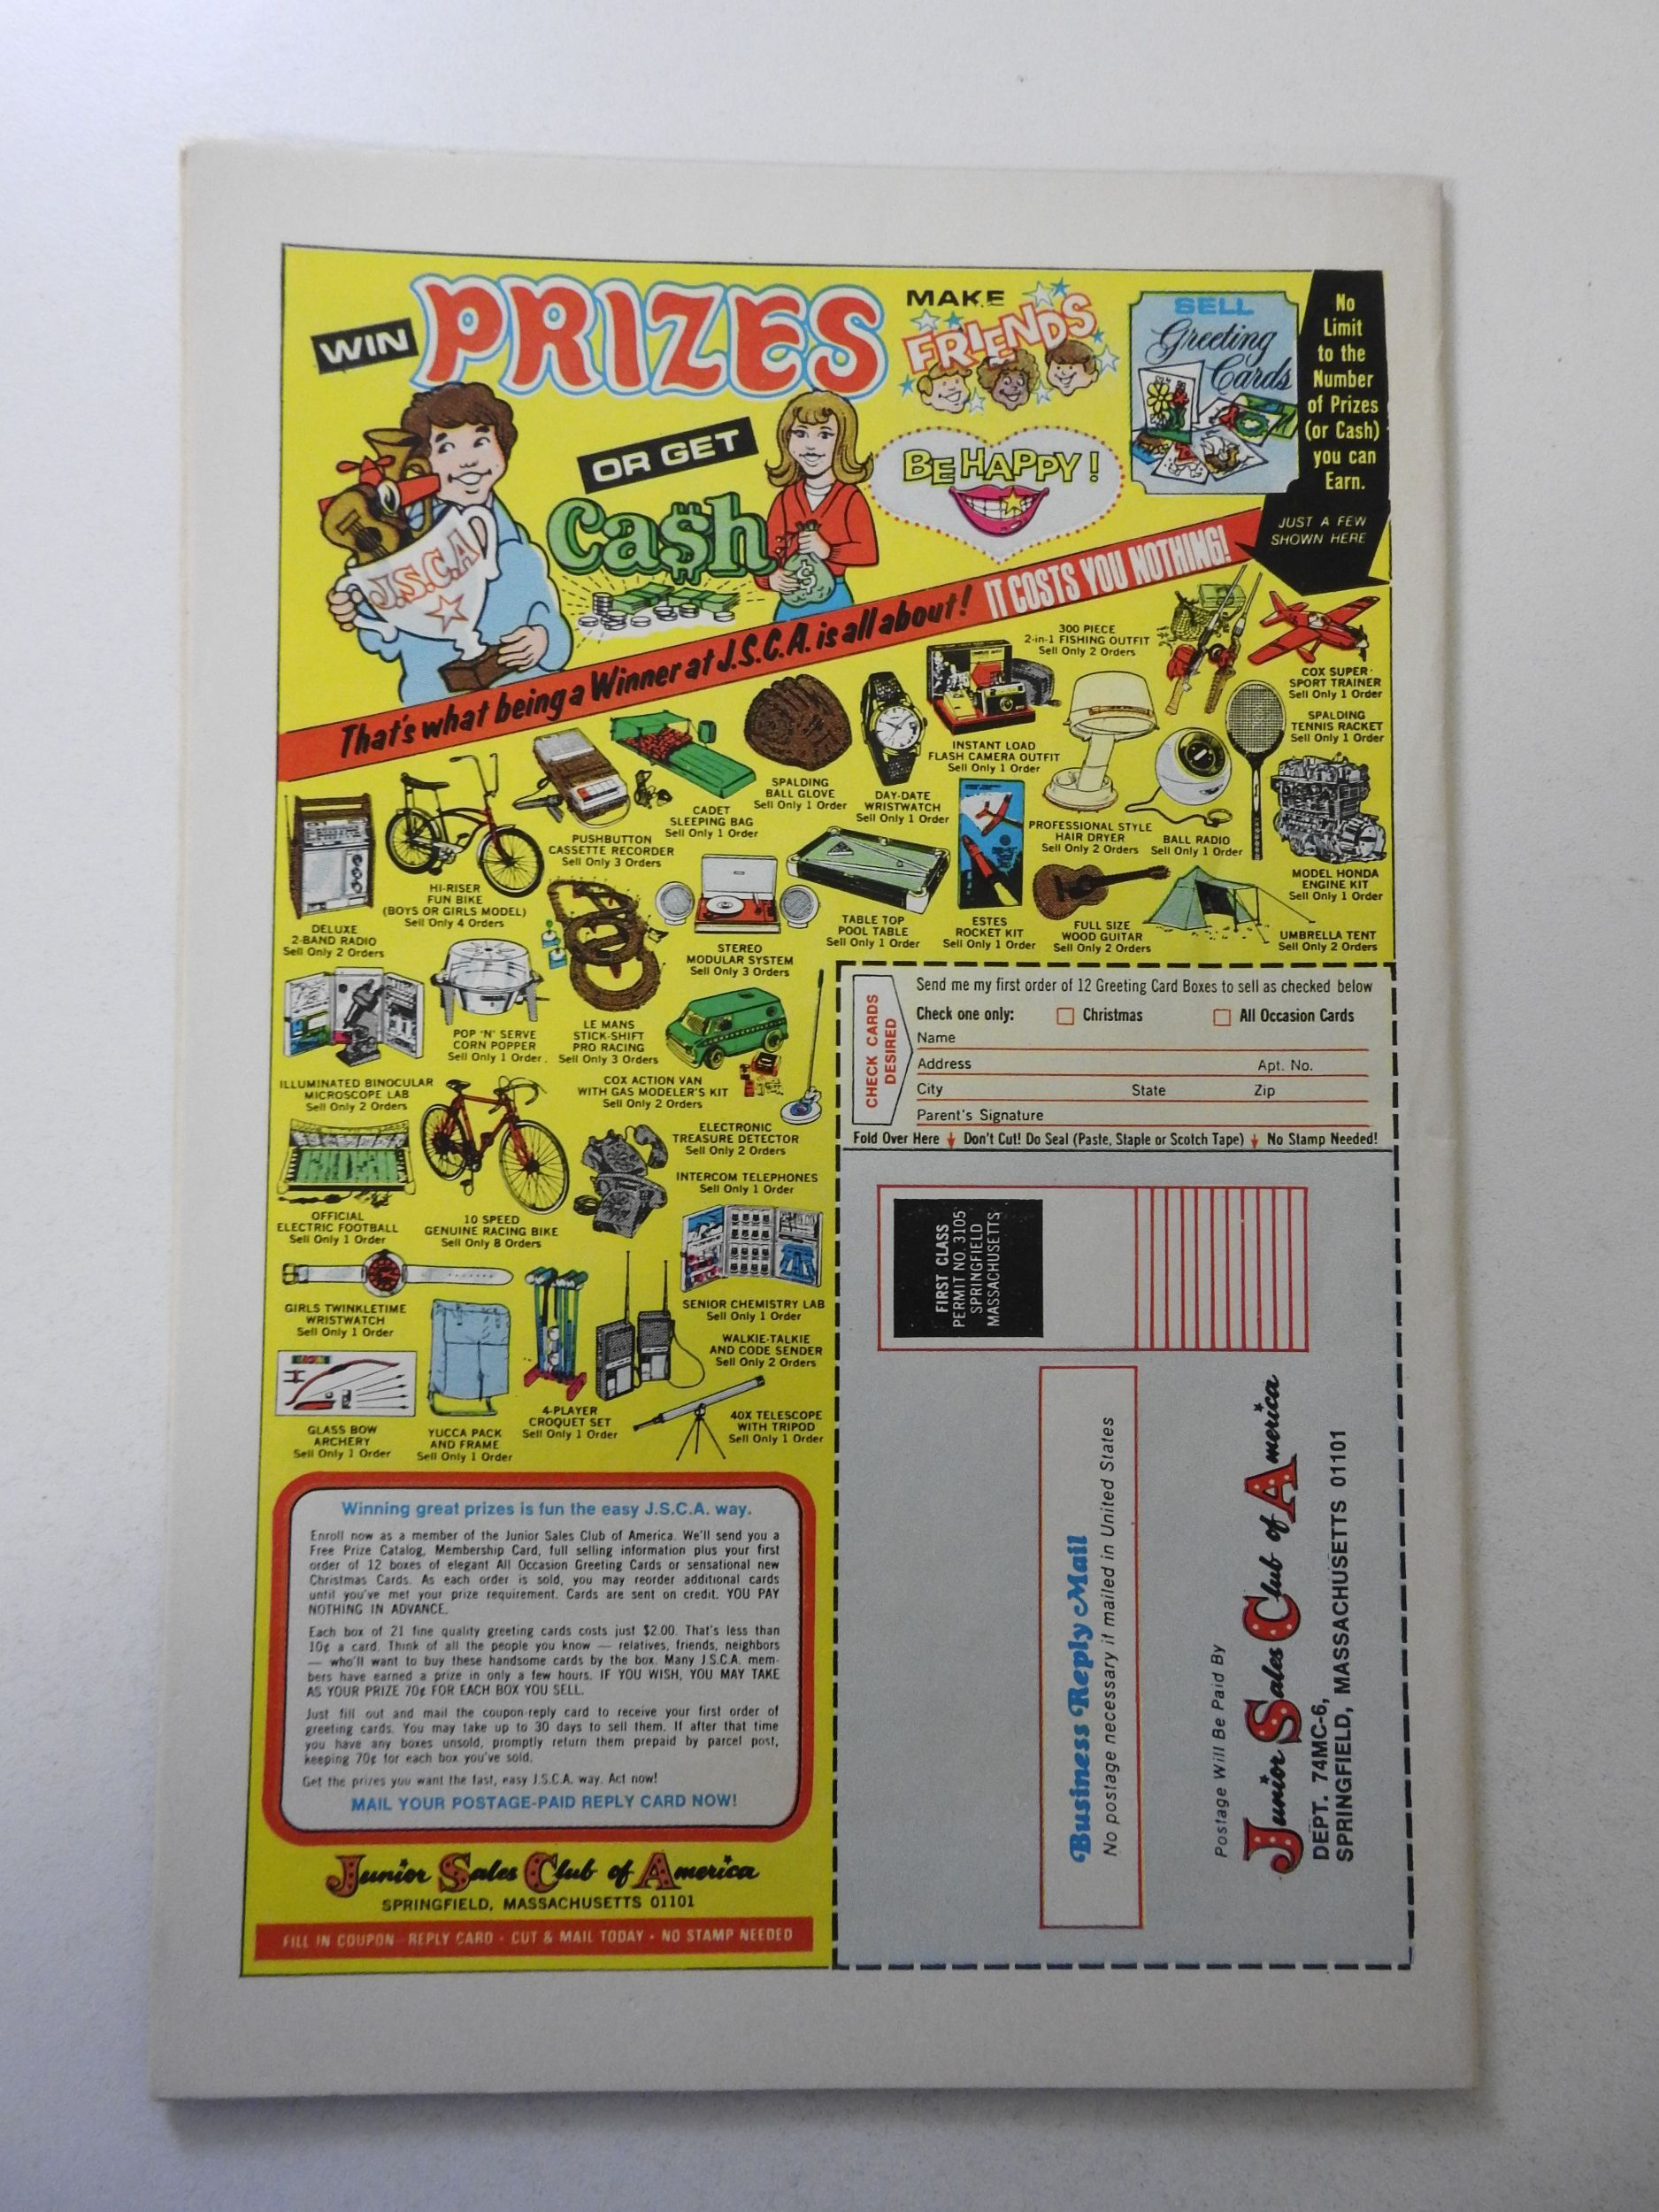 WIN
PRIZES
OR GET
Ca$h
MAKE
FRIENDS
BE HAPPY!
SELL
Greeting
Cards
No
Limit
to the
Number
of Prizes
(or Cash)
you can
Earn.
JUST A FEW
SHOWN HERE
J.S.C.A.
$
That's what being a Winner at J.S.C.A. is all about! IT COSTS YOU NOTHING!
300 PIECE
2-in-1 FISHING OUTFIT
Sell Only 2 Orders
COX SUPER-
SPORT TRAINER
Sell Only 1 Order
SPALDING
TENNIS RACKET
Sell Only 1 Order
INSTANT LOAD
FLASH CAMERA OUTFIT
Sell Only 1 Order
SPALDING
BALL GLOVE
Sell Only 1 Order
DAY-DATE
WRISTWATCH
Sell Only 1 Order
CADET
SLEEPING BAG
Sell Only 1 Order
PUSHBUTTON
CASSETTE RECORDER
Sell Only 3 Orders
PROFESSIONAL STYLE
HAIR DRYER
Sell Only 2 Orders
BALL RADIO
Sell Only 1 Order
MODEL HONDA
ENGINE KIT
Sell Only 1 Order
HI-RISER
FUN BIKE
(BOYS OR GIRLS MODEL)
Sell Only 4 Orders
DELUXE
2-BAND RADIO
Sell Only 2 Orders
STEREO
MODULAR SYSTEM
Sell Only 3 Orders
TABLE TOP
POOL TABLE
Sell Only 1 Order
ESTES
ROCKET KIT
Sell Only 1 Order
FULL SIZE
WOOD GUITAR
Sell Only 2 Orders
UMBRELLA TENT
Sell Only 2 Orders
POP 'N' SERVE
CORN POPPER
Sell Only 1 Order.
LE MANS
STICK-SHIFT
PRO RACING
Sell Only 3 Orders
ILLUMINATED BINOCULAR
MICROSCOPE LAB
Sell Only 2 Orders
COX ACTION VAN
WITH GAS MODELER'S KIT
Sell Only 2 Orders
ELECTRONIC
TREASURE DETECTOR
Sell Only 2 Orders
INTERCOM TELEPHONES
Sell Only 1 Order
OFFICIAL
ELECTRIC FOOTBALL
Sell Only 1 Order
10 SPEED
GENUINE RACING BIKE
Sell Only 8 Orders
GIRLS TWINKLETIME
WRISTWATCH
Sell Only 1 Order
SENIOR CHEMISTRY LAB
Sell Only 1 Order
WALKIE-TALKIE
AND CODE SENDER
Sell Only 2 Orders
GLASS BOW
ARCHERY
Sell Only 1 Order
YUCCA PACK
AND FRAME
Sell Only 1 Order
4-PLAYER
CROQUET SET
Sell Only 1 Order
40X TELESCOPE
WITH TRIPOD
Sell Only 1 Order
Winning great prizes is fun the easy J.S.C.A. way.
Enroll now as a member of the Junior Sales Club of America. We'll send you a
Free Prize Catalog, Membership Card, full selling information plus your first
order of 12 boxes of elegant All Occasion Greeting Cards or sensational new
Christmas Cards. As each order is sold, you may reorder additional cards
until you've met your prize requirement. Cards are sent on credit. YOU PAY
NOTHING IN ADVANCE.
Each box of 21 fine quality greeting cards costs just $2.00. That's less than
10¢ a card. Think of all the people you know — relatives, friends, neighbors
— who'll want to buy these handsome cards by the box. Many J.S.C.A. mem-
bers have earned a prize in only a few hours. IF YOU WISH, YOU MAY TAKE
AS YOUR PRIZE 70¢ FOR EACH BOX YOU SELL.
Just fill out and mail the coupon-reply card to receive your first order of
greeting cards. You may take up to 30 days to sell them. If after that time
you have any boxes unsold, promptly return them prepaid by parcel post,
keeping 70¢ for each box you've sold.
Get the prizes you want the fast, easy J.S.C.A. way. Act now!
MAIL YOUR POSTAGE-PAID REPLY CARD NOW!
Junior Sales Club of America
SPRINGFIELD, MASSACHUSETTS 01101
FILL IN COUPON - REPLY CARD - CUT & MAIL TODAY - NO STAMP NEEDED
CHECK CARDS
DESIRED
Send me my first order of 12 Greeting Card Boxes to sell as checked below
Check one only: Christmas All Occasion Cards
Name
Address Apt. No.
City State Zip
Parent's Signature
Fold Over Here Don't Cut! Do Seal (Paste, Staple or Scotch Tape) No Stamp Needed!
FIRST CLASS
PERMIT NO. 3105
SPRINGFIELD
MASSACHUSETTS
Business Reply Mail
No postage necessary if mailed in United States
Postage Will Be Paid By
Junior Sales Club of America
DEPT. 74MC-6,
SPRINGFIELD, MASSACHUSETTS 01101